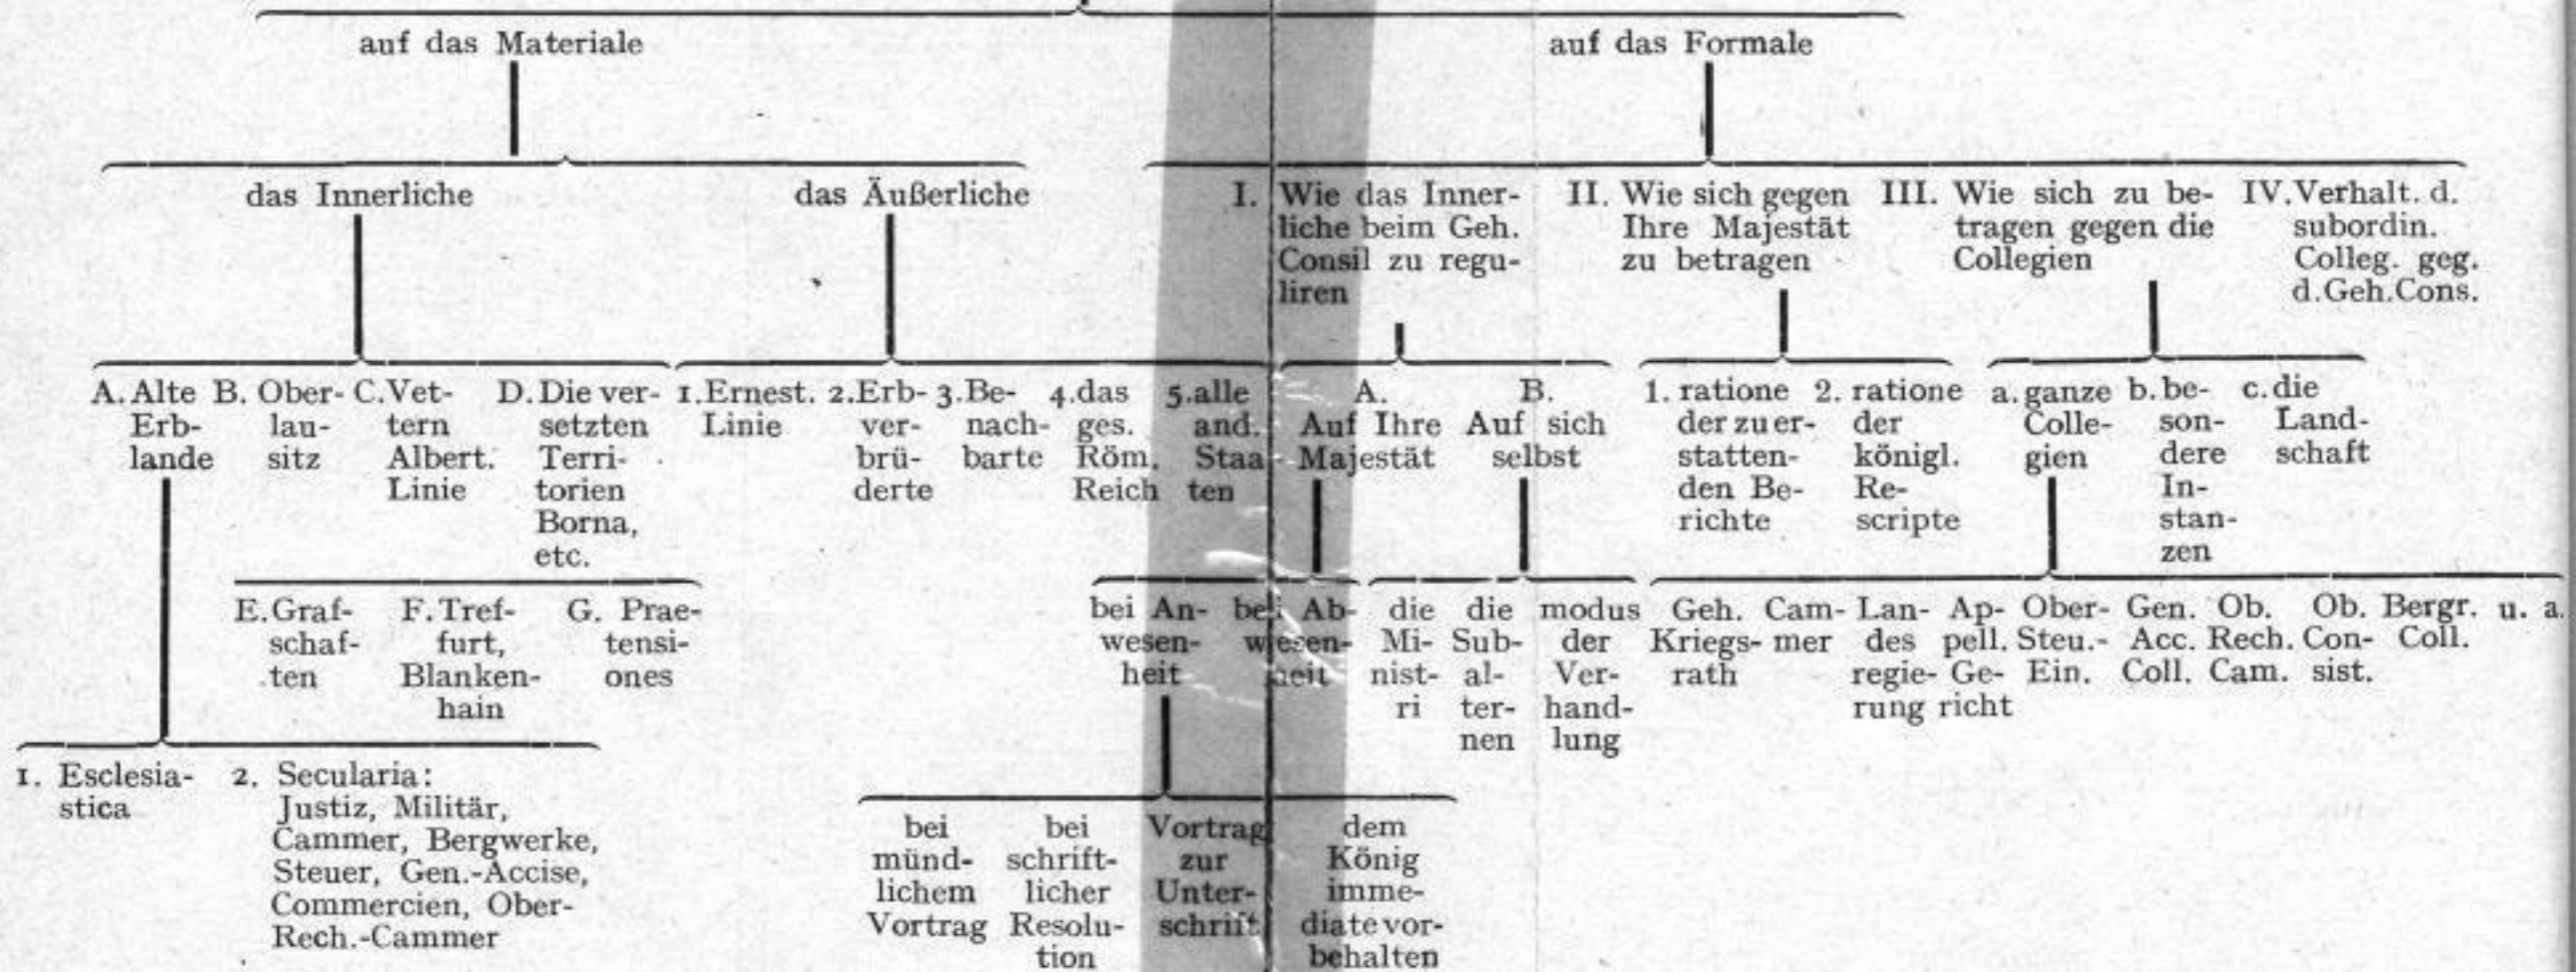 auf das Materiale
auf das Formale
das Innerliche
das Äußerliche
I. Wie das Inner-
liche beim Geh.
Consil zu regu-
liren
II. Wie sich gegen
Ihre Majestät
zu betragen
III. Wie sich zu be-
tragen gegen die
Collegien
IV. Verhalt. d.
subordin.
Colleg. geg.
d. Geh. Cons.
A. Alte
Erb-
lande
B. Ober-
lau-
sitz
C. Vet-
tern
Albert.
Linie
D. Die ver-
setzten
Terri-
torien
Borna,
etc.
1. Ernest.
Linie
2. Erb-
ver-
brü-
derte
3. Be-
nach-
barte
4. das
ges.
Röm.
Reich
5. alle
and.
Staa
ten
A.
Auf Ihre
Majestät
B.
Auf sich
selbst
1. ratione
der zu er-
statten-
den Be-
richte
2. ratione
der
königl.
Re-
scripte
a. ganze
Colle-
gien
b. be-
son-
dere
In-
stan-
zen
c. die
Land-
schaft
E. Graf-
schaf-
ten
F. Tref-
furt,
Blanken-
hain
G. Prae-
tensi-
ones
bei An-
wesen-
heit
bei Ab-
wesen-
heit
die
Mi-
nist-
ri
die
Sub-
al-
ter-
nen
modus
der
Ver-
hand-
lung
Geh.
Kriegs-
rath
Cam-
mer
Lan-
des
regie-
rung
Ap-
pell.
Ge-
richt
Ober-
Steu.-
Ein.
Gen.
Acc.
Coll.
Ob.
Rech.
Cam.
Ob.
Con-
sist.
Bergr.
Coll.
u. a.
1. Esclesia-
stica
2. Secularia:
Justiz, Militär,
Cammer, Bergwerke,
Steuer, Gen.-Accise,
Commercien, Ober-
Rech.-Cammer
bei
münd-
lichem
Vortrag
bei
schrift-
licher
Resolu-
tion
Vortrag
zur
Unter-
schrift
dem
König
imme-
diate vor-
behalten